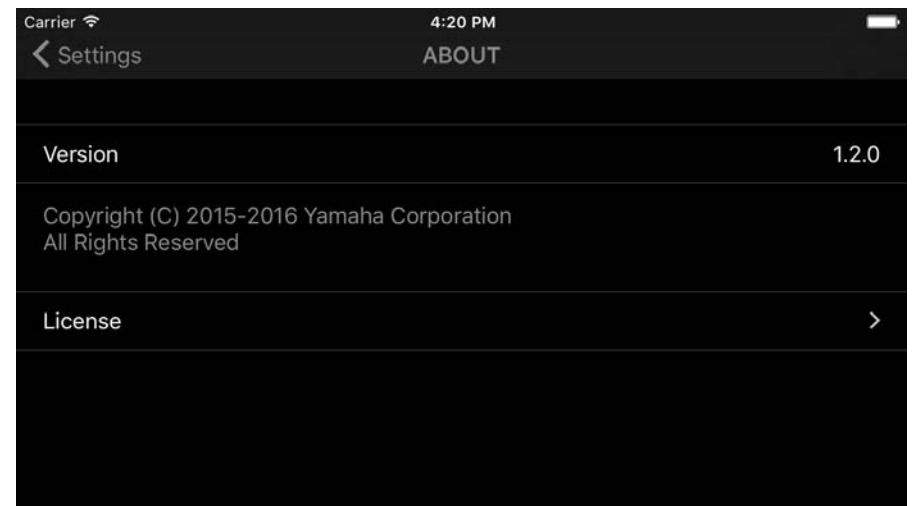 Carrier
4:20 PM
Settings
ABOUT
Version
1.2.0
Copyright (C) 2015-2016 Yamaha Corporation
All Rights Reserved
License